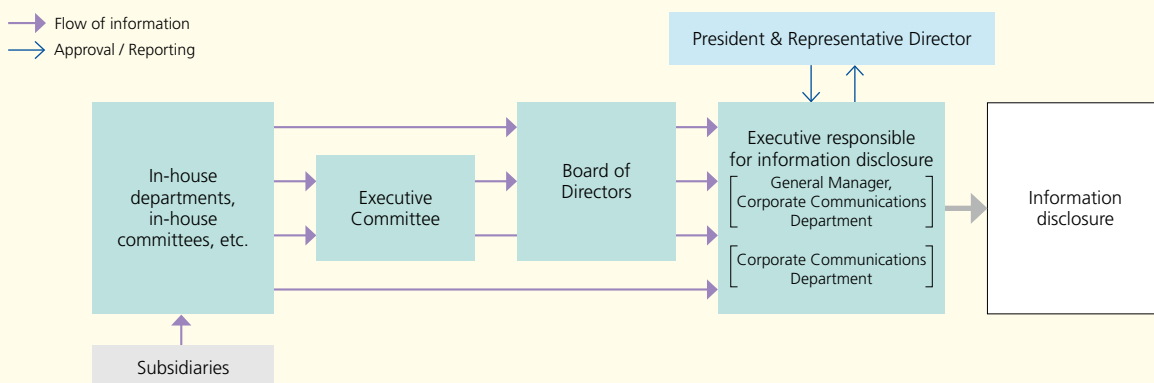 Flow of information
Approval / Reporting
President & Representative Director
In-house
departments,
in-house
committees, etc.
Executive
Committee
Board of
Directors
Executive responsible
for information disclosure
General Manager,
Corporate Communications
Department
Corporate Communications
Department
Information
disclosure
Subsidiaries